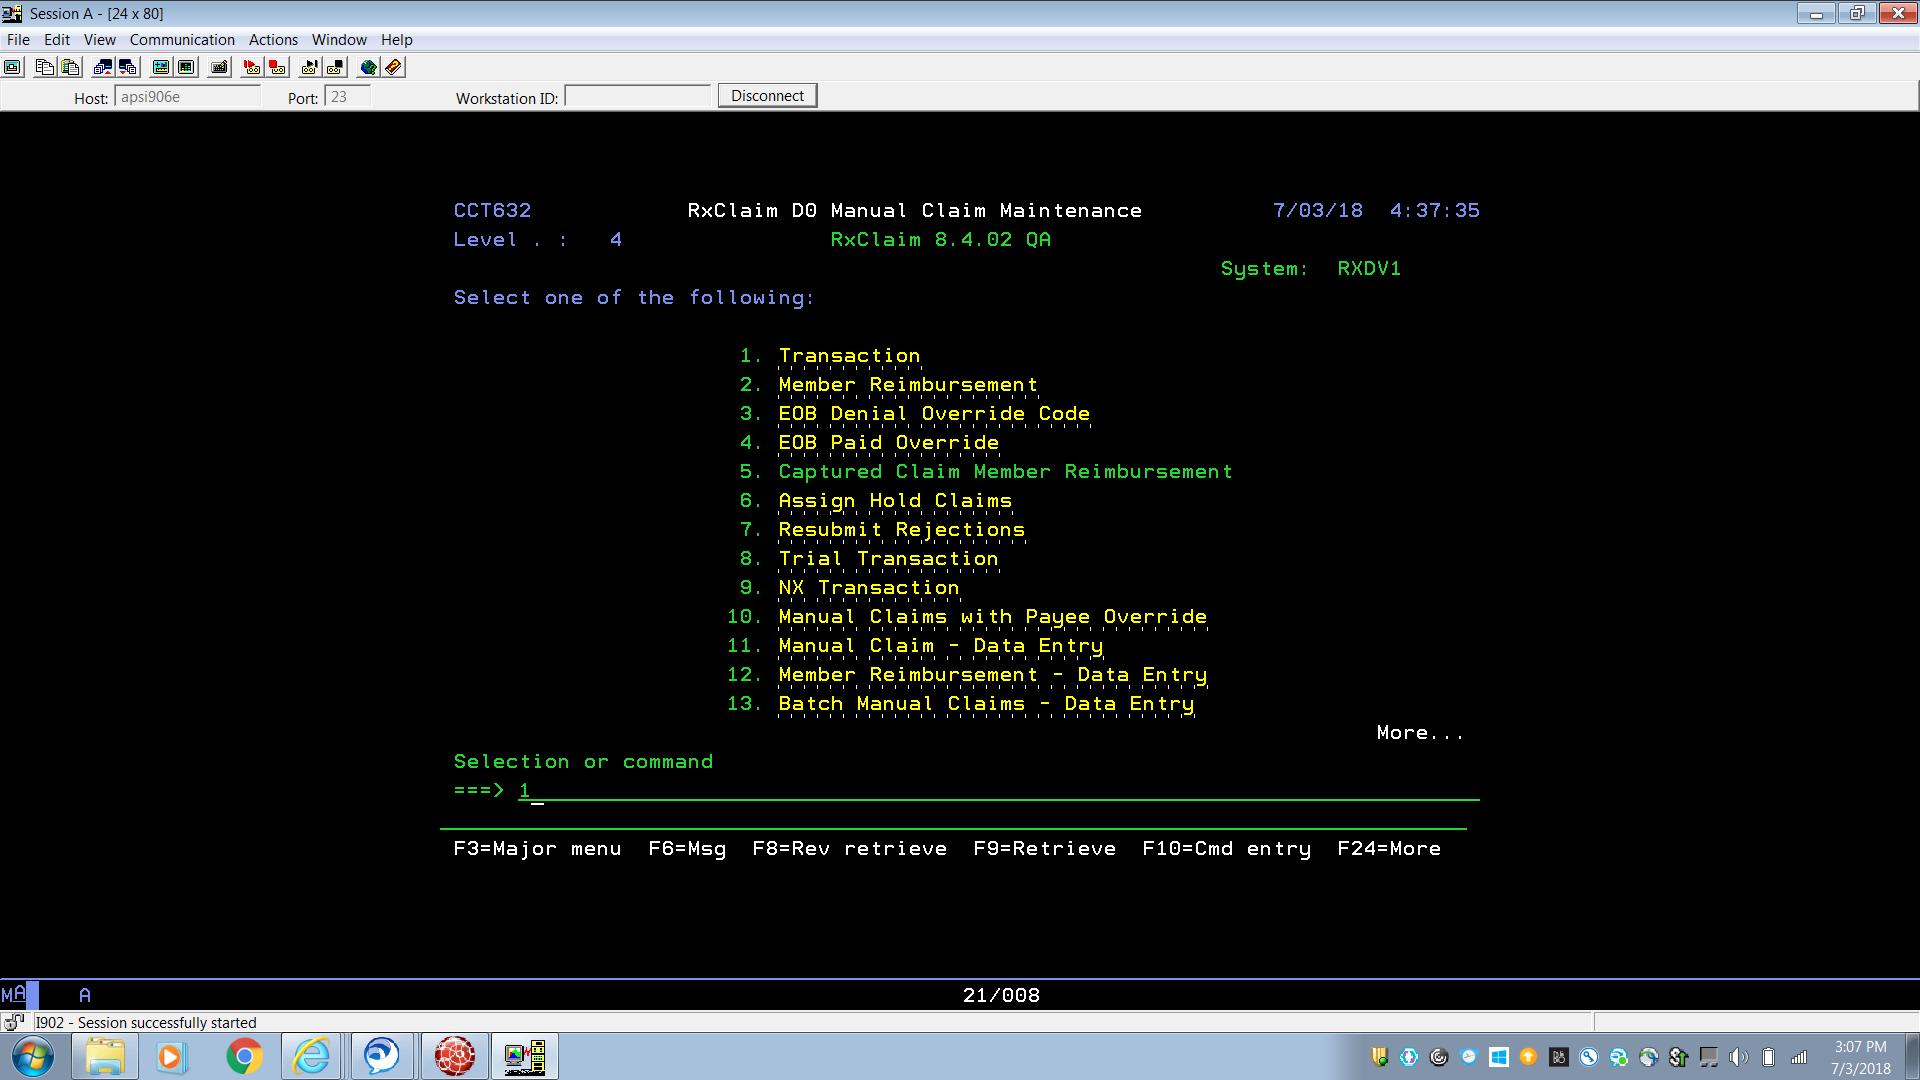 Session A - [24 x 80]
File Edit View Communication Actions Window Help
Host: apsi906e Port: 23 Workstation ID: Disconnect
CCT632 RxClaim D0 Manual Claim Maintenance 7/03/18 4:37:35
Level . : 4 RxClaim 8.4.02 QA
System: RXDV1
Select one of the following:
1. Transaction
2. Member Reimbursement
3. EOB Denial Override Code
4. EOB Paid Override
5. Captured Claim Member Reimbursement
6. Assign Hold Claims
7. Resubmit Rejections
8. Trial Transaction
9. NX Transaction
10. Manual Claims with Payee Override
11. Manual Claim - Data Entry
12. Member Reimbursement - Data Entry
13. Batch Manual Claims - Data Entry
More...
Selection or command
===> 1
F3=Major menu F6=Msg F8=Rev retrieve F9=Retrieve F10=Cmd entry F24=More
MA A 21/008
I902 - Session successfully started
3:07 PM
7/3/2018